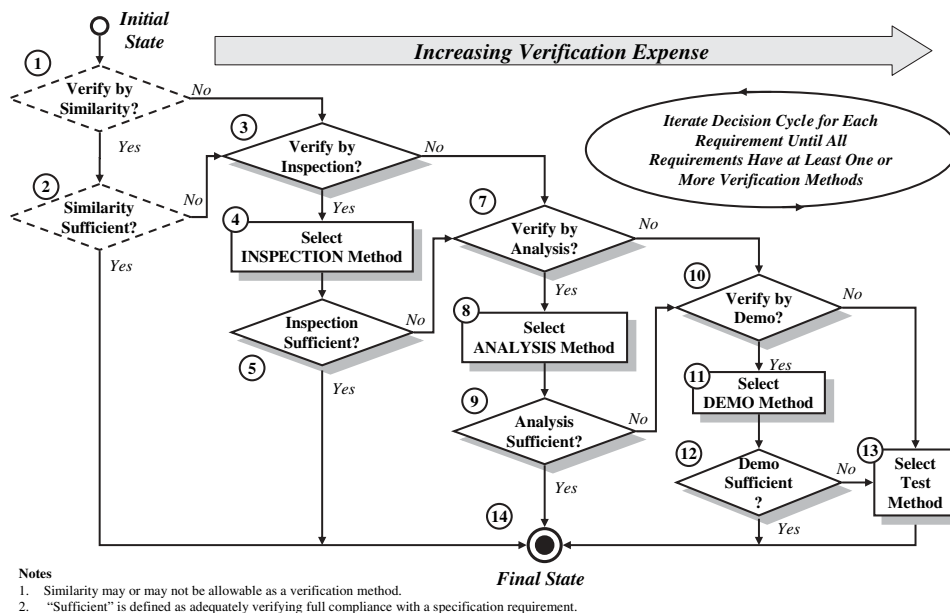 Initial
State
Increasing Verification Expense
1
Verify by
Similarity?
No
Yes
2
Similarity
Sufficient?
No
Yes
3
Verify by
Inspection?
No
Yes
4
Select
INSPECTION Method
Inspection
Sufficient?
No
5
Yes
Iterate Decision Cycle for Each
Requirement Until All
Requirements Have at Least One or
More Verification Methods
7
Verify by
Analysis?
No
Yes
8
Select
ANALYSIS Method
9
Analysis
Sufficient?
No
Yes
10
Verify by
Demo?
No
Yes
11
Select
DEMO Method
12
Demo
Sufficient
?
No
Yes
13
Select
Test
Method
14
Final State
Notes
1. Similarity may or may not be allowable as a verification method.
2. “Sufficient” is defined as adequately verifying full compliance with a specification requirement.